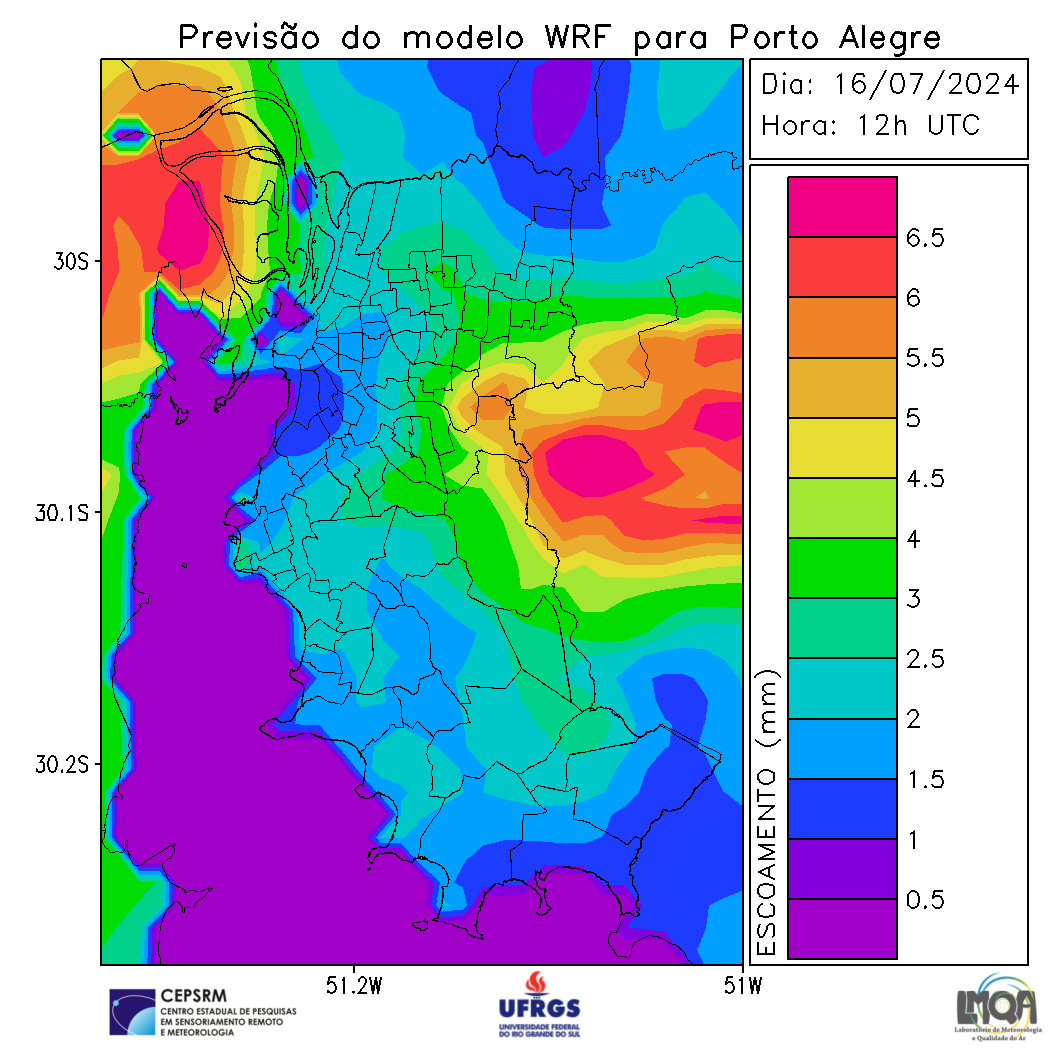 Previsão do modelo WRF para Porto Alegre
Dia: 16/07/2024
Hora: 12h UTC
30S
30.1S
30.2S
51.2W
51W
ESCOAMENTO (mm)
6.5
6
5.5
5
4.5
4
3
2.5
2
1.5
1
0.5
CEPSRM
CENTRO ESTADUAL DE PESQUISAS
EM SENSORIAMENTO REMOTO
E METEOROLOGIA
UFRGS
UNIVERSIDADE FEDERAL
DO RIO GRANDE DO SUL
LMQA
Laboratório de Meteorologia
e Qualidade do Ar